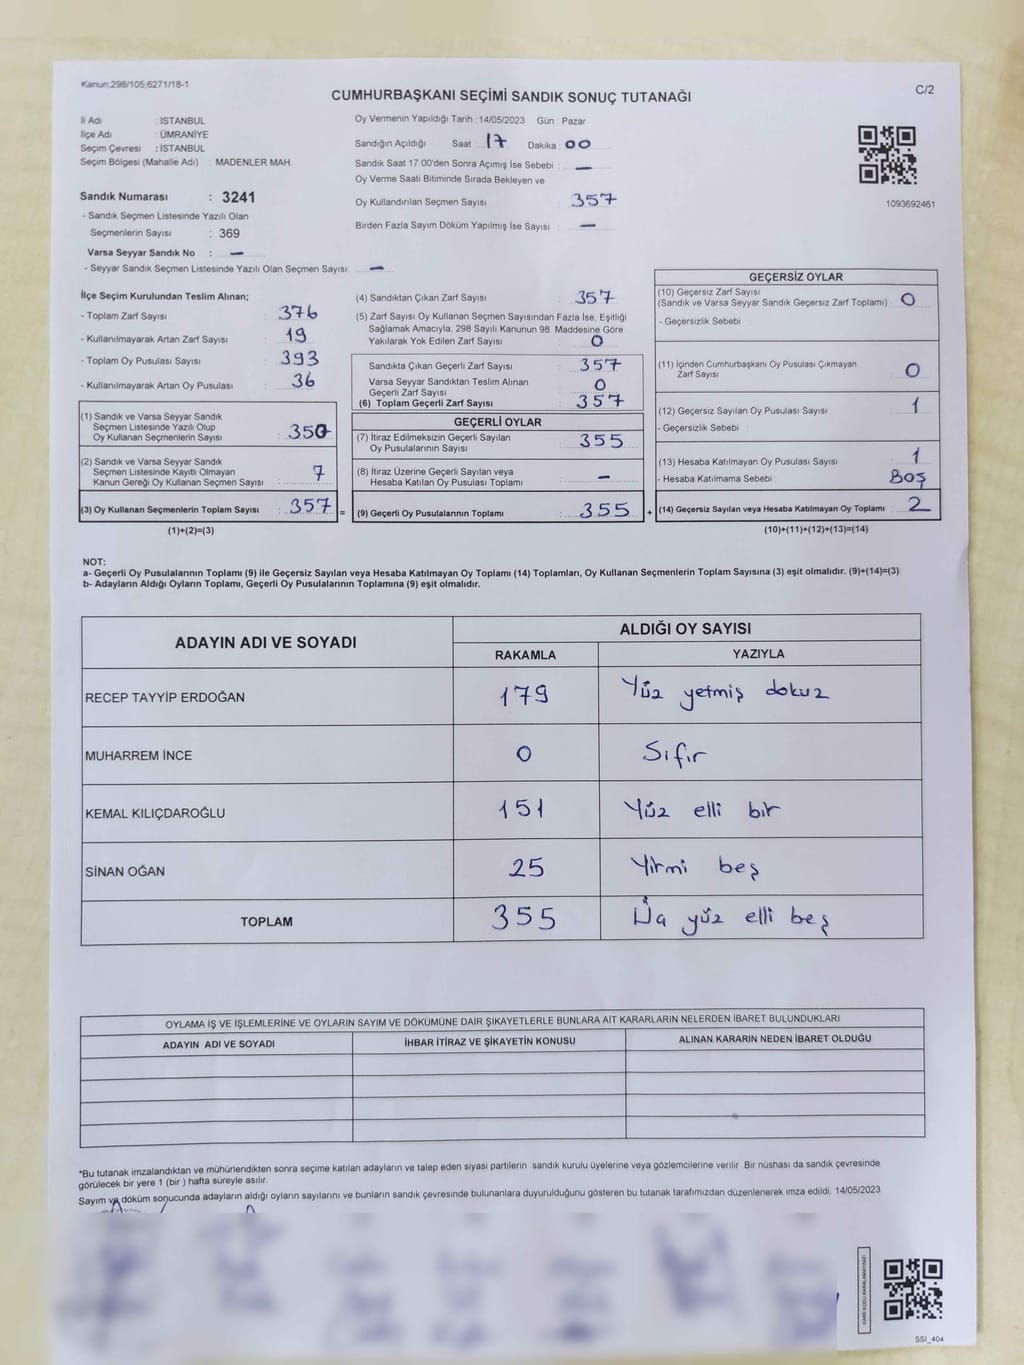 Kanun:298/105;6271/18-1
C/2
CUMHURBAŞKANI SEÇİMİ SANDIK SONUÇ TUTANAĞI
İl Adı : İSTANBUL
İlçe Adı : ÜMRANİYE
Seçim Çevresi : İSTANBUL
Seçim Bölgesi (Mahalle Adı) : MADENLER MAH.
Sandık Numarası : 3241
- Sandık Seçmen Listesinde Yazılı Olan
Seçmenlerin Sayısı : 369
Varsa Seyyar Sandık No : —
- Seyyar Sandık Seçmen Listesinde Yazılı Olan Seçmen Sayısı: —
Oy Vermenin Yapıldığı Tarih : 14/05/2023 Gün : Pazar
Sandığın Açıldığı Saat : 17 Dakika : 00
Sandık Saat 17:00'den Sonra Açımış İse Sebebi : —
Oy Verme Saati Bitiminde Sırada Bekleyen ve
Oy Kullandırılan Seçmen Sayısı : 357
Birden Fazla Sayım Döküm Yapılmış İse Sayısı : —
1093692461
İlçe Seçim Kurulundan Teslim Alınan;
- Toplam Zarf Sayısı : 376
- Kullanılmayarak Artan Zarf Sayısı : 19
- Toplam Oy Pusulası Sayısı : 393
- Kullanılmayarak Artan Oy Pusulası : 36
(1) Sandık ve Varsa Seyyar Sandık
Seçmen Listesinde Yazılı Olup
Oy Kullanan Seçmenlerin Sayısı : 350
(2) Sandık ve Varsa Seyyar Sandık
Seçmen Listesinde Kayıtlı Olmayan
Kanun Gereği Oy Kullanan Seçmen Sayısı : 7
(3) Oy Kullanan Seçmenlerin Toplam Sayısı : 357 =
(1)+(2)=(3)
(4) Sandıktan Çıkan Zarf Sayısı : 357
(5) Zarf Sayısı Oy Kullanan Seçmen Sayısından Fazla İse, Eşitliği
Sağlamak Amacıyla, 298 Sayılı Kanunun 98. Maddesine Göre
Yakılarak Yok Edilen Zarf Sayısı : 0
Sandıkta Çıkan Geçerli Zarf Sayısı : 357
Varsa Seyyar Sandıktan Teslim Alınan
Geçerli Zarf Sayısı : 0
(6) Toplam Geçerli Zarf Sayısı : 357
GEÇERLİ OYLAR
(7) İtiraz Edilmeksizin Geçerli Sayılan
Oy Pusulasının Sayısı : 355
(8) İtiraz Üzerine Geçerli Sayılan veya
Hesaba Katılan Oy Pusulası Toplamı : —
(9) Geçerli Oy Pusulalarının Toplamı : 355 +
GEÇERSİZ OYLAR
(10) Geçersiz Zarf Sayısı
(Sandık ve Varsa Seyyar Sandık Geçersiz Zarf Toplamı) : 0
- Geçersizlik Sebebi :
(11) İçinden Cumhurbaşkanı Oy Pusulası Çıkmayan
Zarf Sayısı : 0
(12) Geçersiz Sayılan Oy Pusulası Sayısı : 1
- Geçersizlik Sebebi :
(13) Hesaba Katılmayan Oy Pusulası Sayısı : 1
- Hesaba Katılmama Sebebi : Boş
(14) Geçersiz Sayılan veya Hesaba Katılmayan Oy Toplamı : 2
(10)+(11)+(12)+(13)=(14)
NOT:
a- Geçerli Oy Pusulalarının Toplamı (9) ile Geçersiz Sayılan veya Hesaba Katılmayan Oy Toplamı (14) Toplamları, Oy Kullanan Seçmenlerin Toplam Sayısına (3) eşit olmalıdır. (9)+(14)=(3)
b- Adayların Aldığı Oyların Toplamı, Geçerli Oy Pusulalarının Toplamına (9) eşit olmalıdır.
ADAYIN ADI VE SOYADI
ALDIĞI OY SAYISI
RAKAMLA YAZIYLA
RECEP TAYYİP ERDOĞAN 179 Yüz yetmiş dokuz
MUHARREM İNCE 0 Sıfır
KEMAL KILIÇDAROĞLU 151 Yüz elli bir
SİNAN OĞAN 25 Yirmi beş
TOPLAM 355 yüz elli beş
OYLAMA İŞ VE İŞLEMLERİNE VE OYLARIN SAYIM VE DÖKÜMÜNE DAİR ŞİKAYETLERLE BUNLARA AİT KARARLARIN NELERDEN İBARET BULUNDUKLARI
ADAYIN ADI VE SOYADI İHBAR İTİRAZ VE ŞİKAYETİN KONUSU ALINAN KARARIN NEDEN İBARET OLDUĞU
*Bu tutanak imzalandıktan ve mühürlendikten sonra seçime katılan adayların ve talep eden siyasi partilerin sandık kurulu üyelerine veya gözlemcilerine verilir. Bir nüshası da sandık çevresinde
görülecek bir yere 1 (bir ) hafta süreyle asılır.
Sayım ve döküm sonucunda adayların aldığı oyların sayılarını ve bunların sandık çevresinde bulunanlara duyurulduğunu gösteren bu tutanak tarafımızdan düzenlenerek imza edildi. 14/05/2023
SSI_404